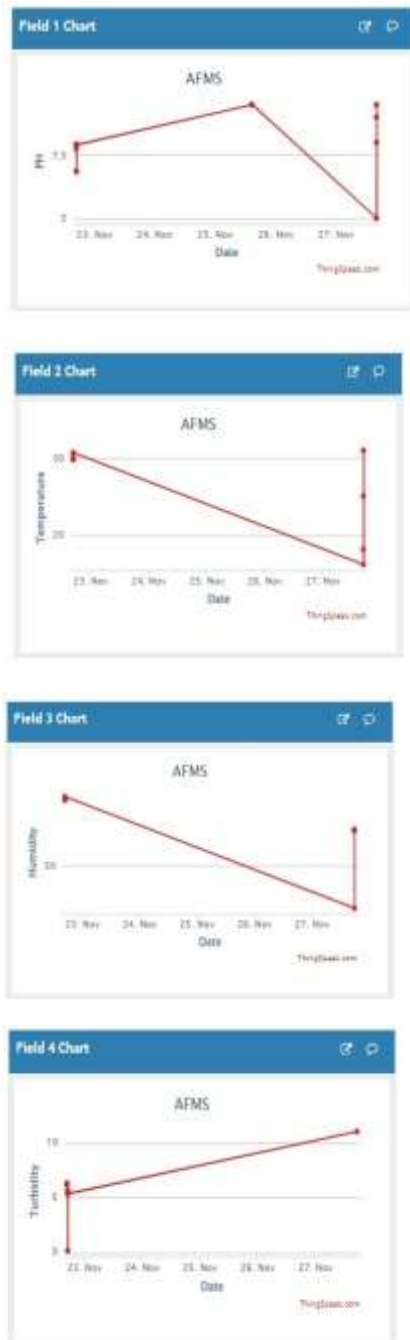 Field 1 Chart
AFMS
PH
7.5
5
23. Nov 24. Nov 25. Nov 26. Nov 27. Nov
Date
ThingSpeak.com
Field 2 Chart
AFMS
Temperature
30
20
23. Nov 24. Nov 25. Nov 26. Nov 27. Nov
Date
ThingSpeak.com
Field 3 Chart
AFMS
Humidity
23. Nov 24. Nov 25. Nov 26. Nov 27. Nov
Date
ThingSpeak.com
Field 4 Chart
AFMS
Turbidity
10
5
0
23. Nov 24. Nov 25. Nov 26. Nov 27. Nov
Date
ThingSpeak.com